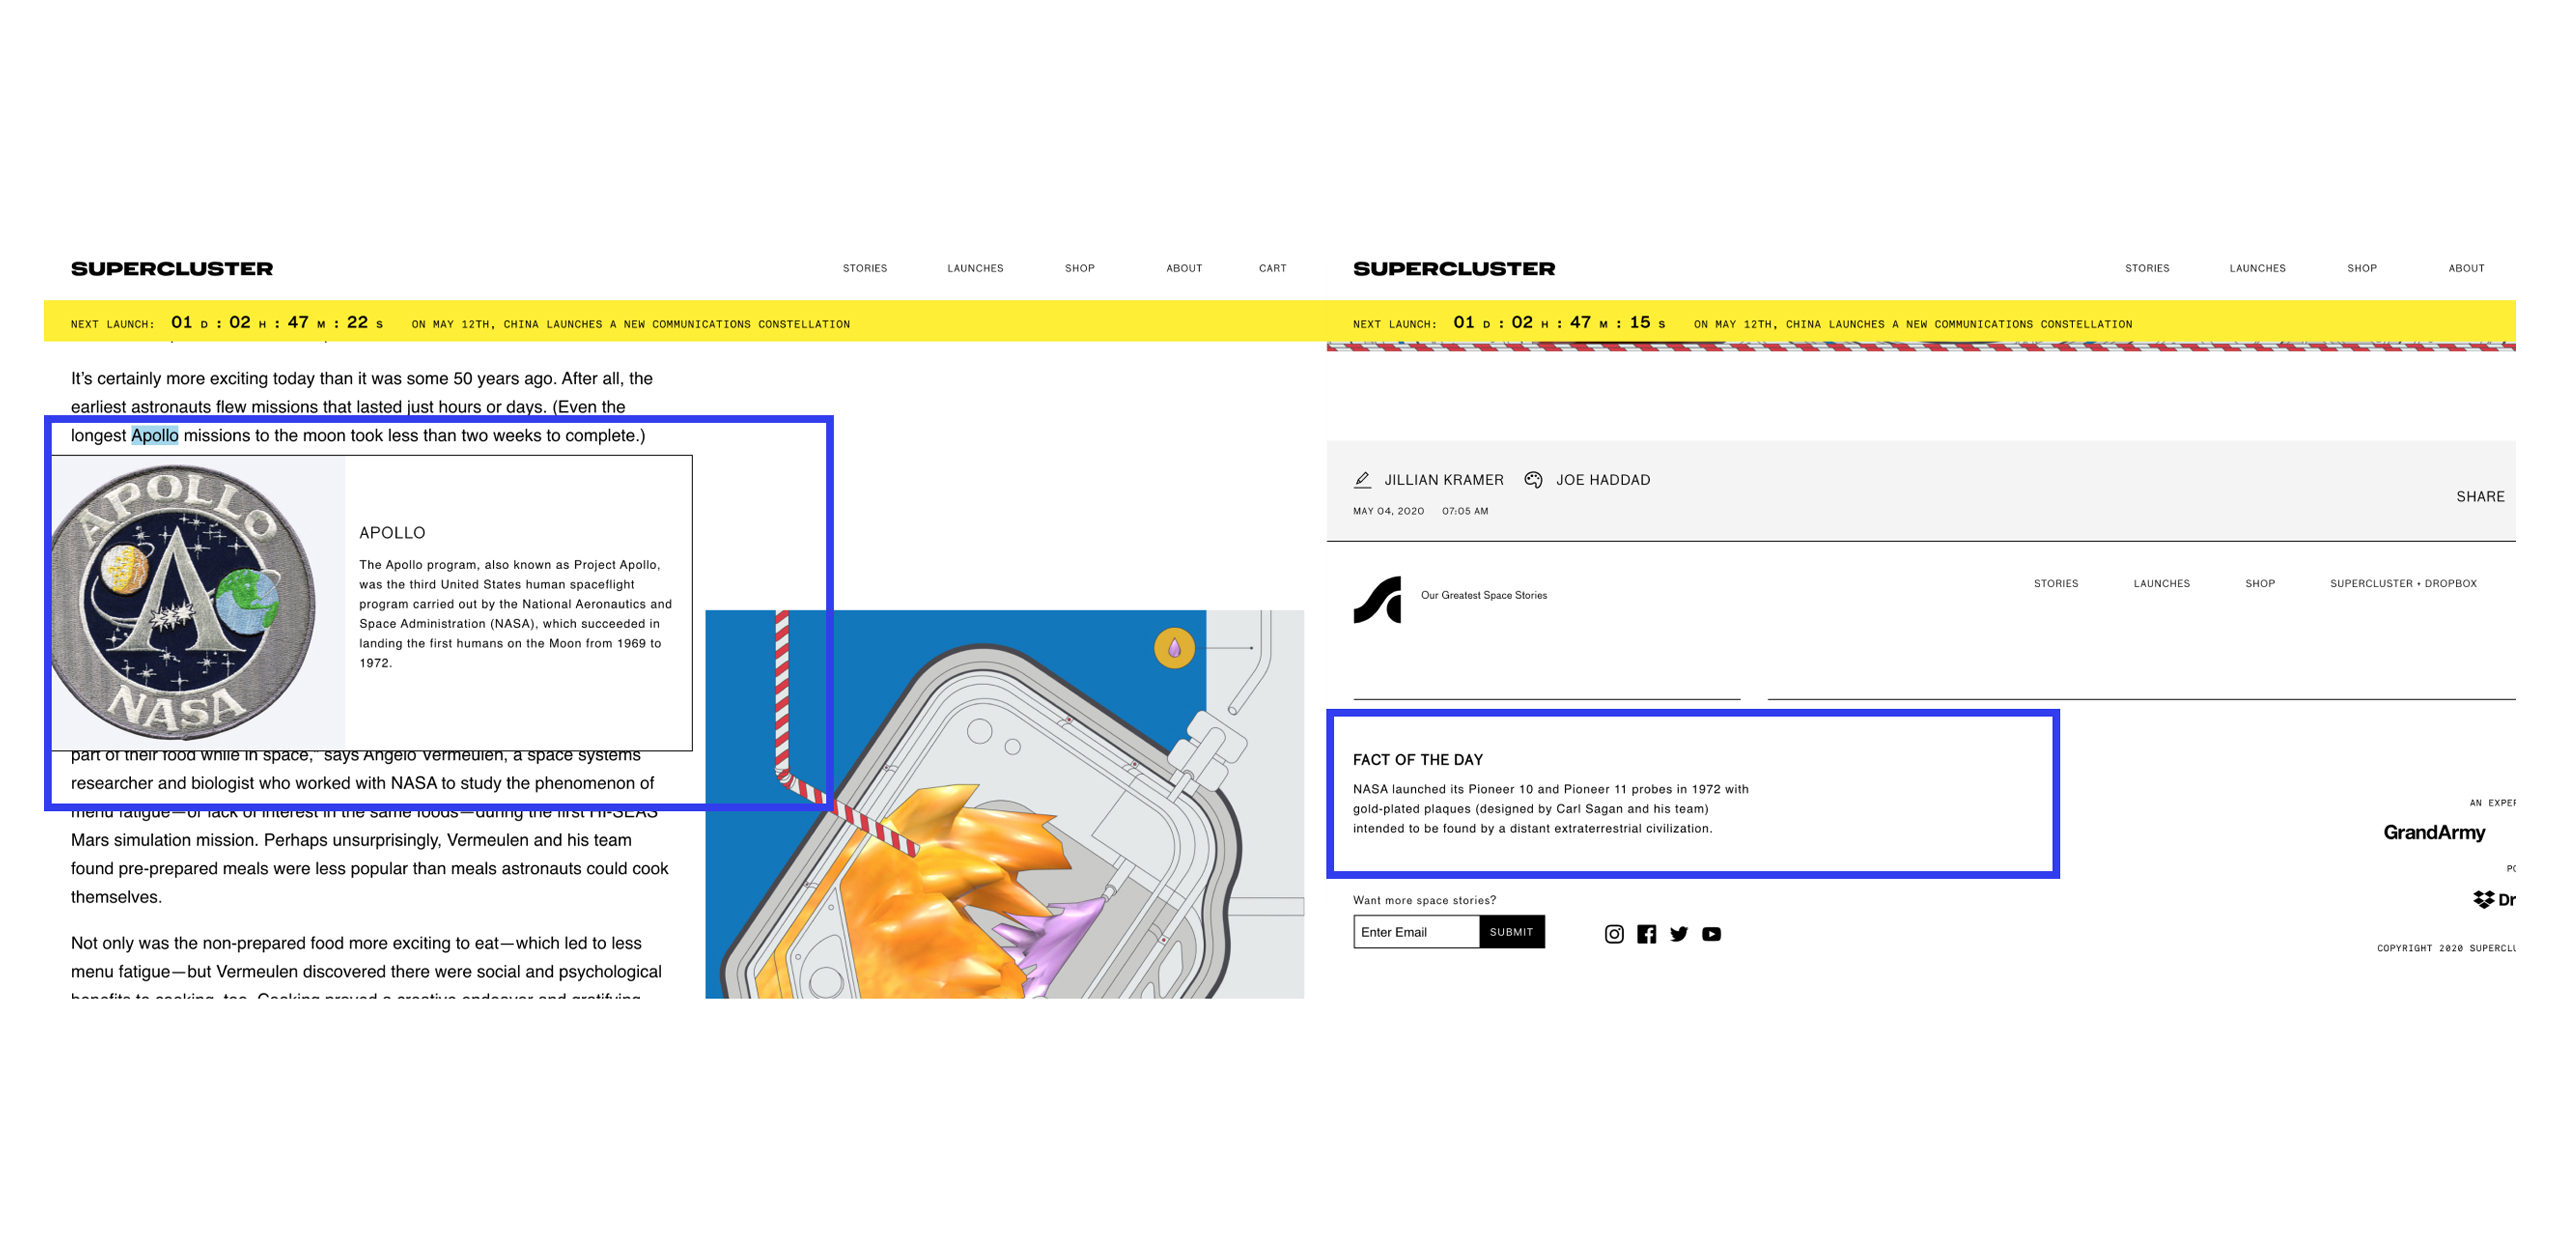 SUPERCLUSTER
STORIES LAUNCHES SHOP ABOUT CART
NEXT LAUNCH: 01 D : 02 H : 47 M : 22 S ON MAY 12TH, CHINA LAUNCHES A NEW COMMUNICATIONS CONSTELLATION
It's certainly more exciting today than it was some 50 years ago. After all, the
earliest astronauts flew missions that lasted just hours or days. (Even the
longest Apollo missions to the moon took less than two weeks to complete.)
APOLLO
NASA
APOLLO
The Apollo program, also known as Project Apollo,
was the third United States human spaceflight
program carried out by the National Aeronautics and
Space Administration (NASA), which succeeded in
landing the first humans on the Moon from 1969 to
1972.
part of their food while in space," says Angelo Vermeulen, a space systems
researcher and biologist who worked with NASA to study the phenomenon of
menu fatigue—or lack of interest in the same foods—during the first HI-SEAS
Mars simulation mission. Perhaps unsurprisingly, Vermeulen and his team
found pre-prepared meals were less popular than meals astronauts could cook
themselves.
Not only was the non-prepared food more exciting to eat—which led to less
menu fatigue—but Vermeulen discovered there were social and psychological
benefits to cooking, too. Cooking proved a creative endeavor and gratifying
SUPERCLUSTER
STORIES LAUNCHES SHOP ABOUT
NEXT LAUNCH: 01 D : 02 H : 47 M : 15 S ON MAY 12TH, CHINA LAUNCHES A NEW COMMUNICATIONS CONSTELLATION
JILLIAN KRAMER JOE HADDAD
MAY 04, 2020 07:05 AM
SHARE
Our Greatest Space Stories
STORIES LAUNCHES SHOP SUPERCLUSTER + DROPBOX
FACT OF THE DAY
NASA launched its Pioneer 10 and Pioneer 11 probes in 1972 with
gold-plated plaques (designed by Carl Sagan and his team)
intended to be found by a distant extraterrestrial civilization.
Want more space stories?
Enter Email SUBMIT
AN EXPER
GrandArmy
PO
Dr
COPYRIGHT 2020 SUPERCLU